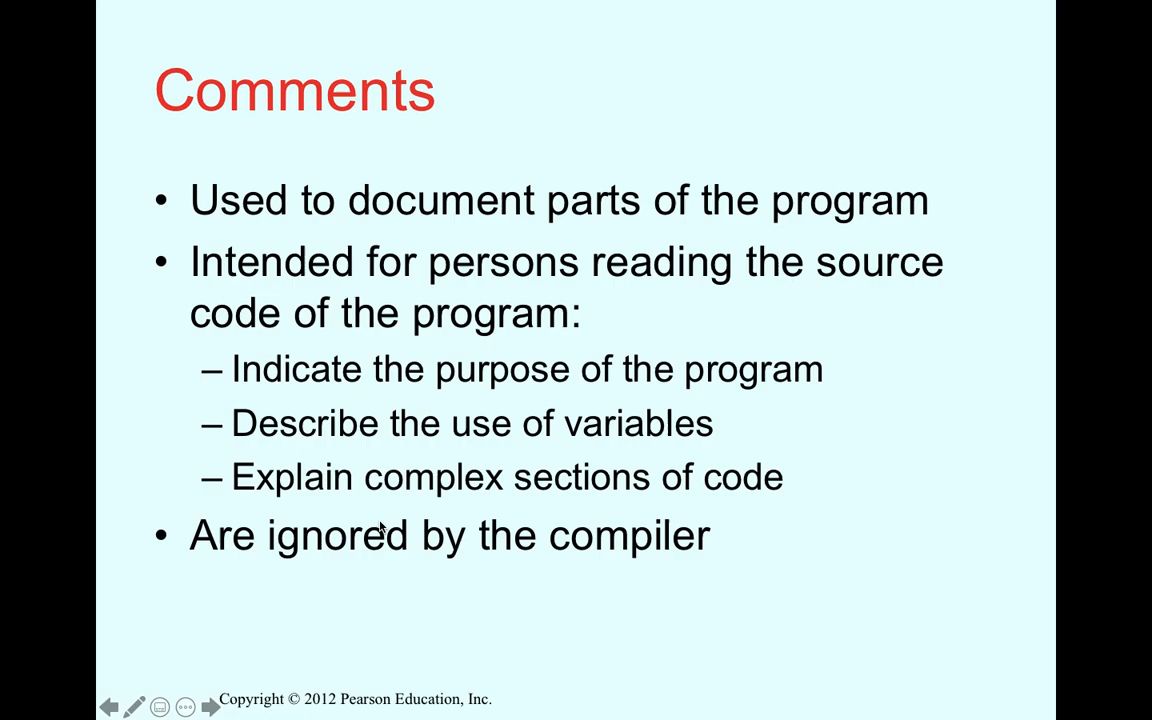 Comments
• Used to document parts of the program
• Intended for persons reading the source
code of the program:
– Indicate the purpose of the program
– Describe the use of variables
– Explain complex sections of code
• Are ignored by the compiler
Copyright © 2012 Pearson Education, Inc.